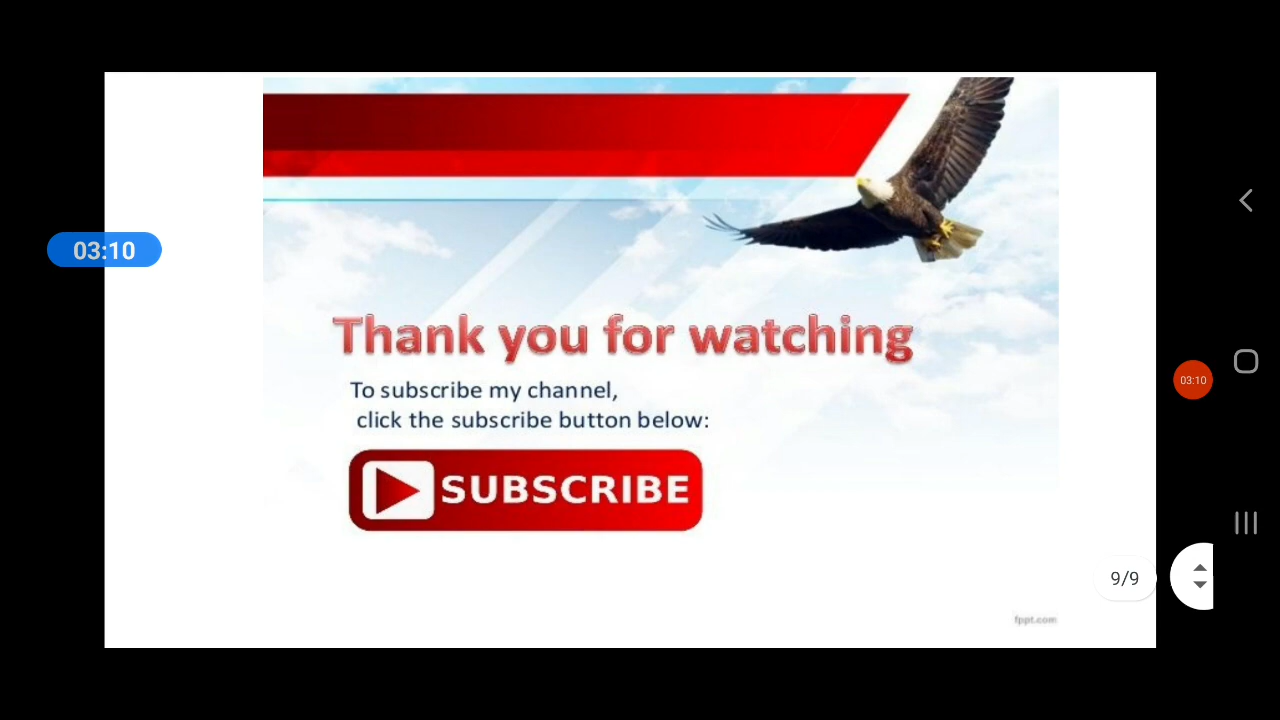 03:10
Thank you for watching
To subscribe my channel,
click the subscribe button below:
SUBSCRIBE
03:10
9/9
fppt.com